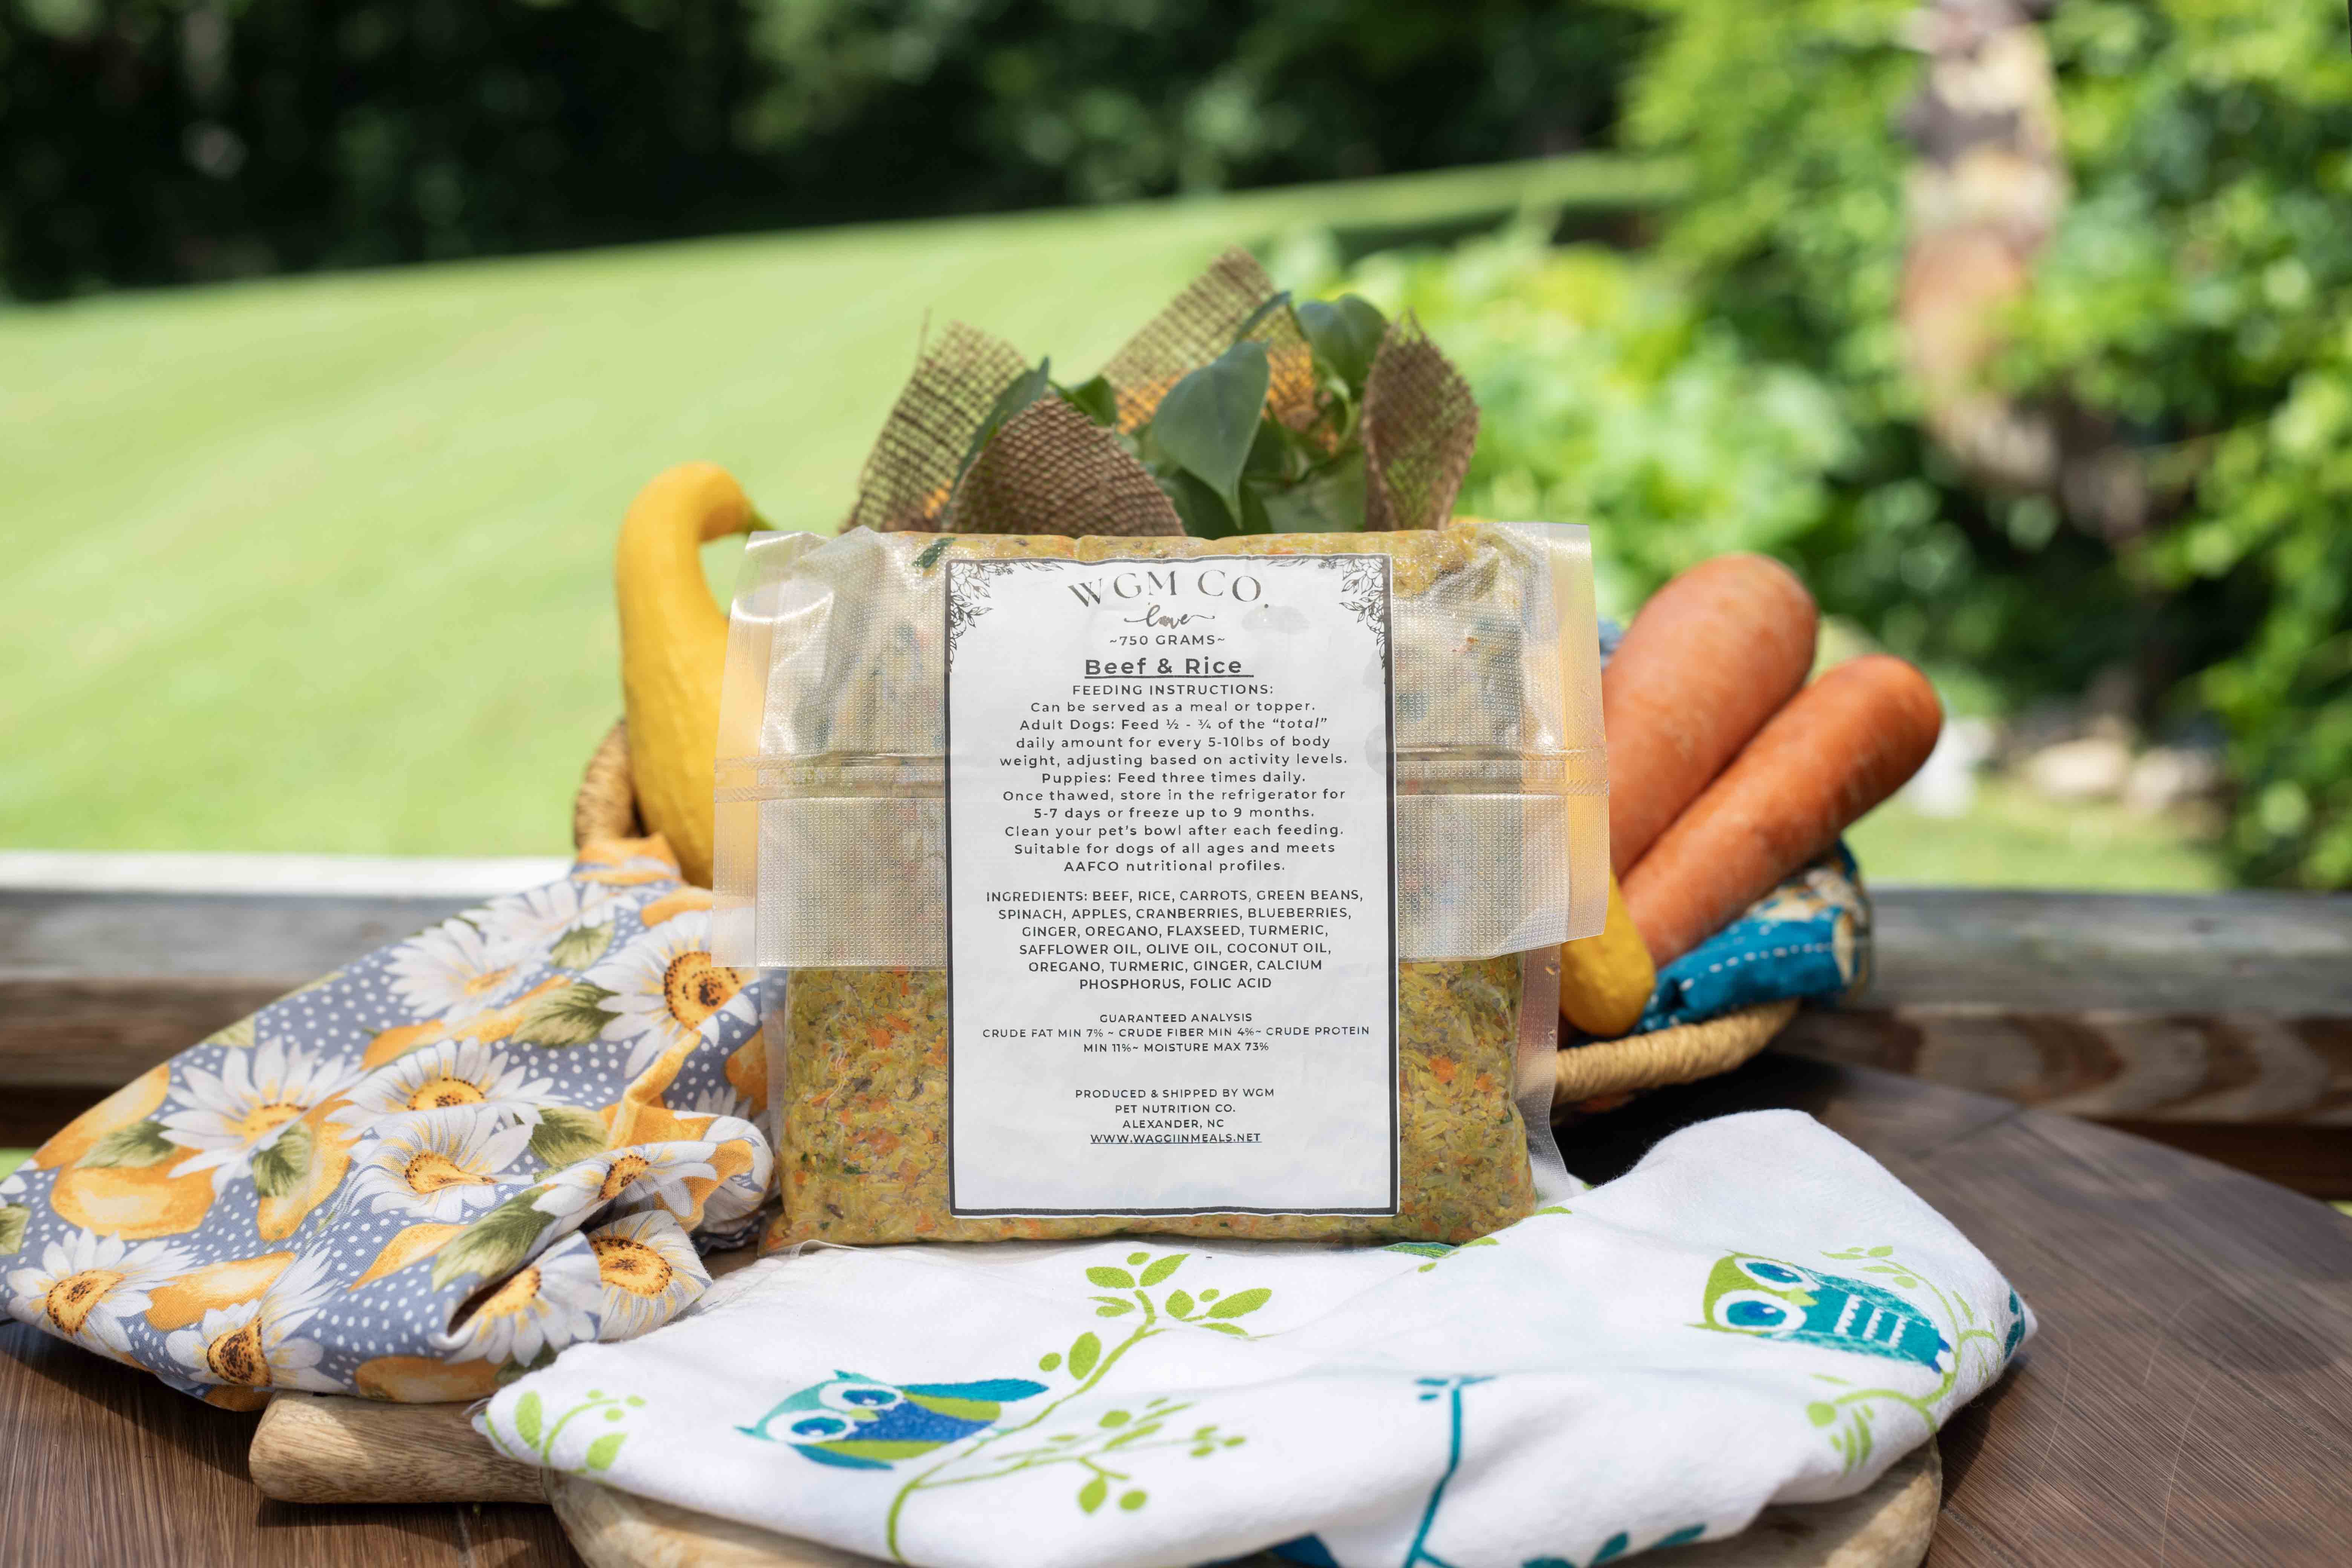 WGM CO.
love
~750 GRAMS~
Beef & Rice
FEEDING INSTRUCTIONS:
Can be served as a meal or topper.
Adult Dogs: Feed ½ - ¾ of the “total”
daily amount for every 5-10lbs of body
weight, adjusting based on activity levels.
Puppies: Feed three times daily.
Once thawed, store in the refrigerator for
5-7 days or freeze up to 9 months.
Clean your pet’s bowl after each feeding.
Suitable for dogs of all ages and meets
AAFCO nutritional profiles.
INGREDIENTS: BEEF, RICE, CARROTS, GREEN BEANS,
SPINACH, APPLES, CRANBERRIES, BLUEBERRIES,
GINGER, OREGANO, FLAXSEED, TURMERIC,
SAFFLOWER OIL, OLIVE OIL, COCONUT OIL,
OREGANO, TURMERIC, GINGER, CALCIUM
PHOSPHORUS, FOLIC ACID
GUARANTEED ANALYSIS
CRUDE FAT MIN 7% ~ CRUDE FIBER MIN 4%~ CRUDE PROTEIN
MIN 11%~ MOISTURE MAX 73%
PRODUCED & SHIPPED BY WGM
PET NUTRITION CO.
ALEXANDER, NC
WWW.WAGGIINMEALS.NET